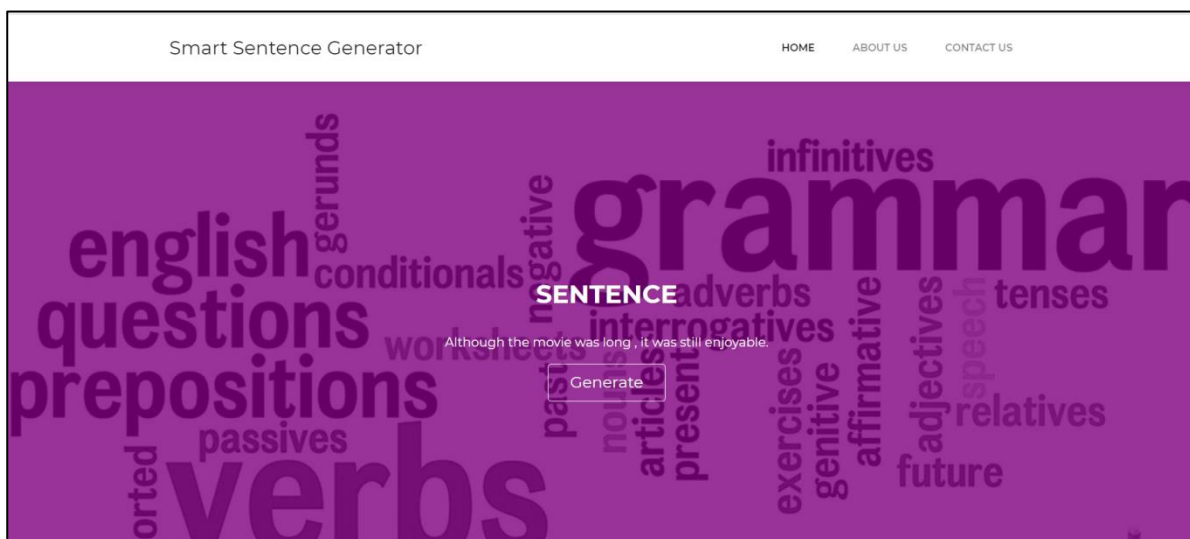 Smart Sentence Generator
HOME ABOUT US CONTACT US
gerunds
infinitives
grammar
negative
english
conditionals
SENTENCE
adverbs
tenses
questions
interrogatives
worksheets
Although the movie was long , it was still enjoyable.
prepositions
Generate
past
nouns
articles
present
exercises
genitive
affirmative
adjectives
speech
relatives
passives
future
verbs
orted